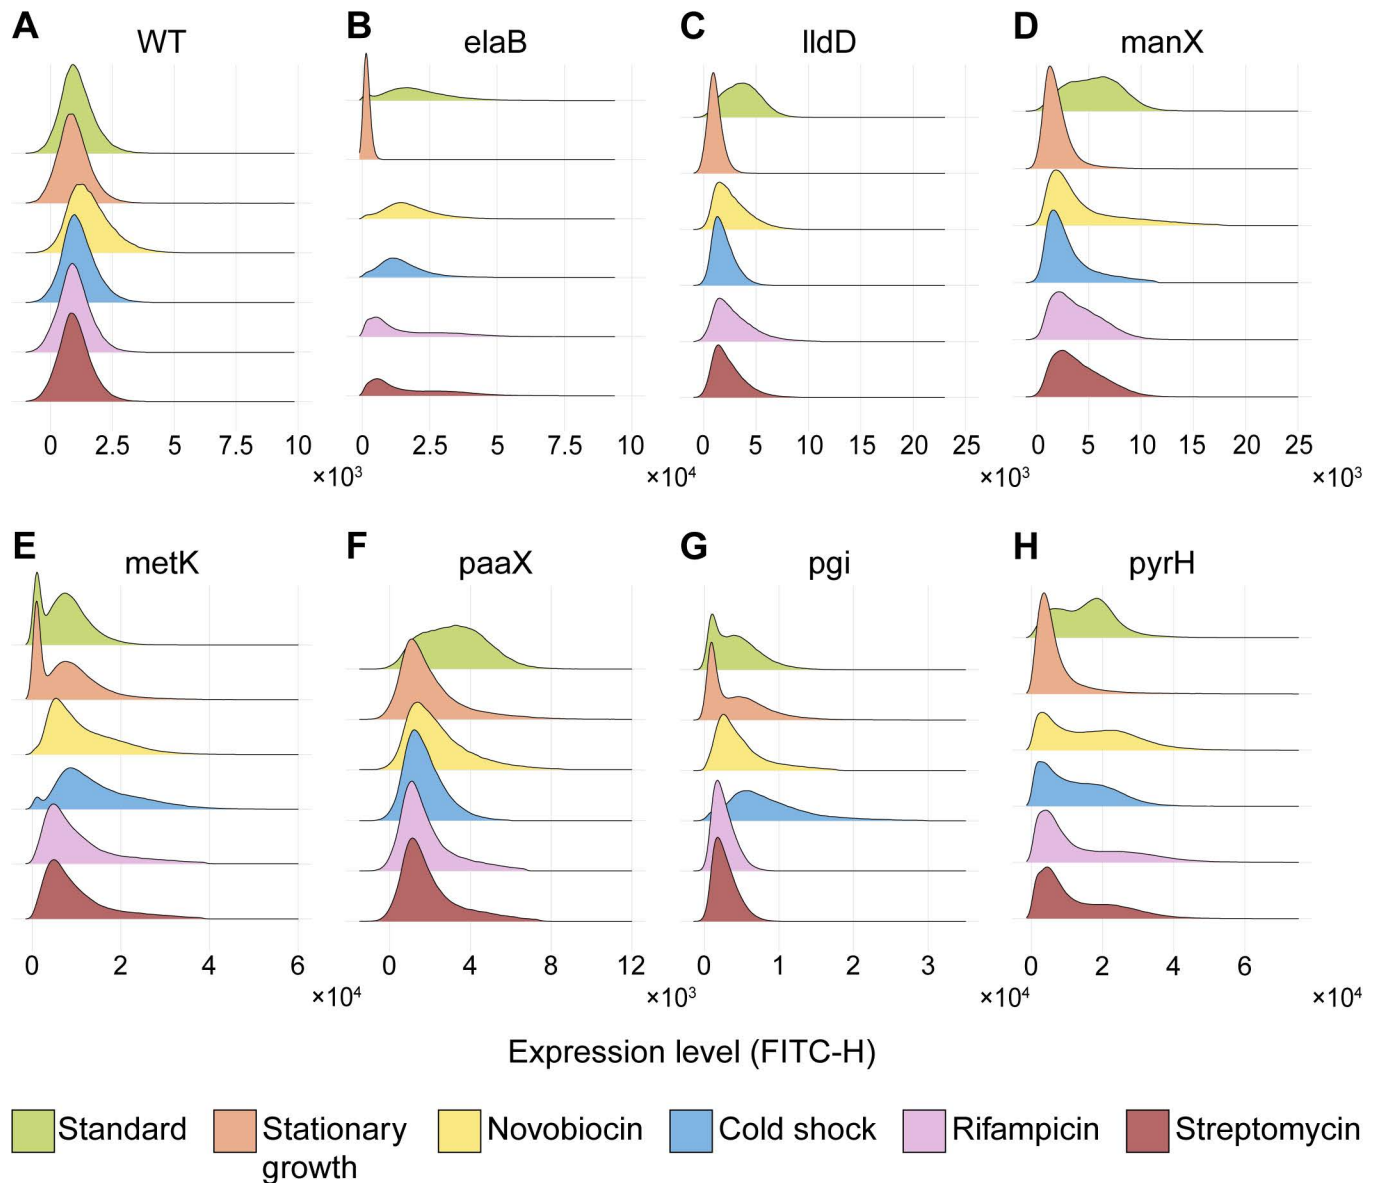 A WT
B elaB
C lldD
D manX
0 2.5 5 7.5 10
×10³
0 2.5 5 7.5 10
×10⁴
0 5 10 15 20 25
×10³
0 5 10 15 20 25
×10³
E metK
F paaX
G pgi
H pyrH
0 2 4 6
×10⁴
0 4 8 12
×10³
0 1 2 3
×10⁴
0 2 4 6
×10⁴
Expression level (FITC-H)
Standard
Stationary
growth
Novobiocin
Cold shock
Rifampicin
Streptomycin